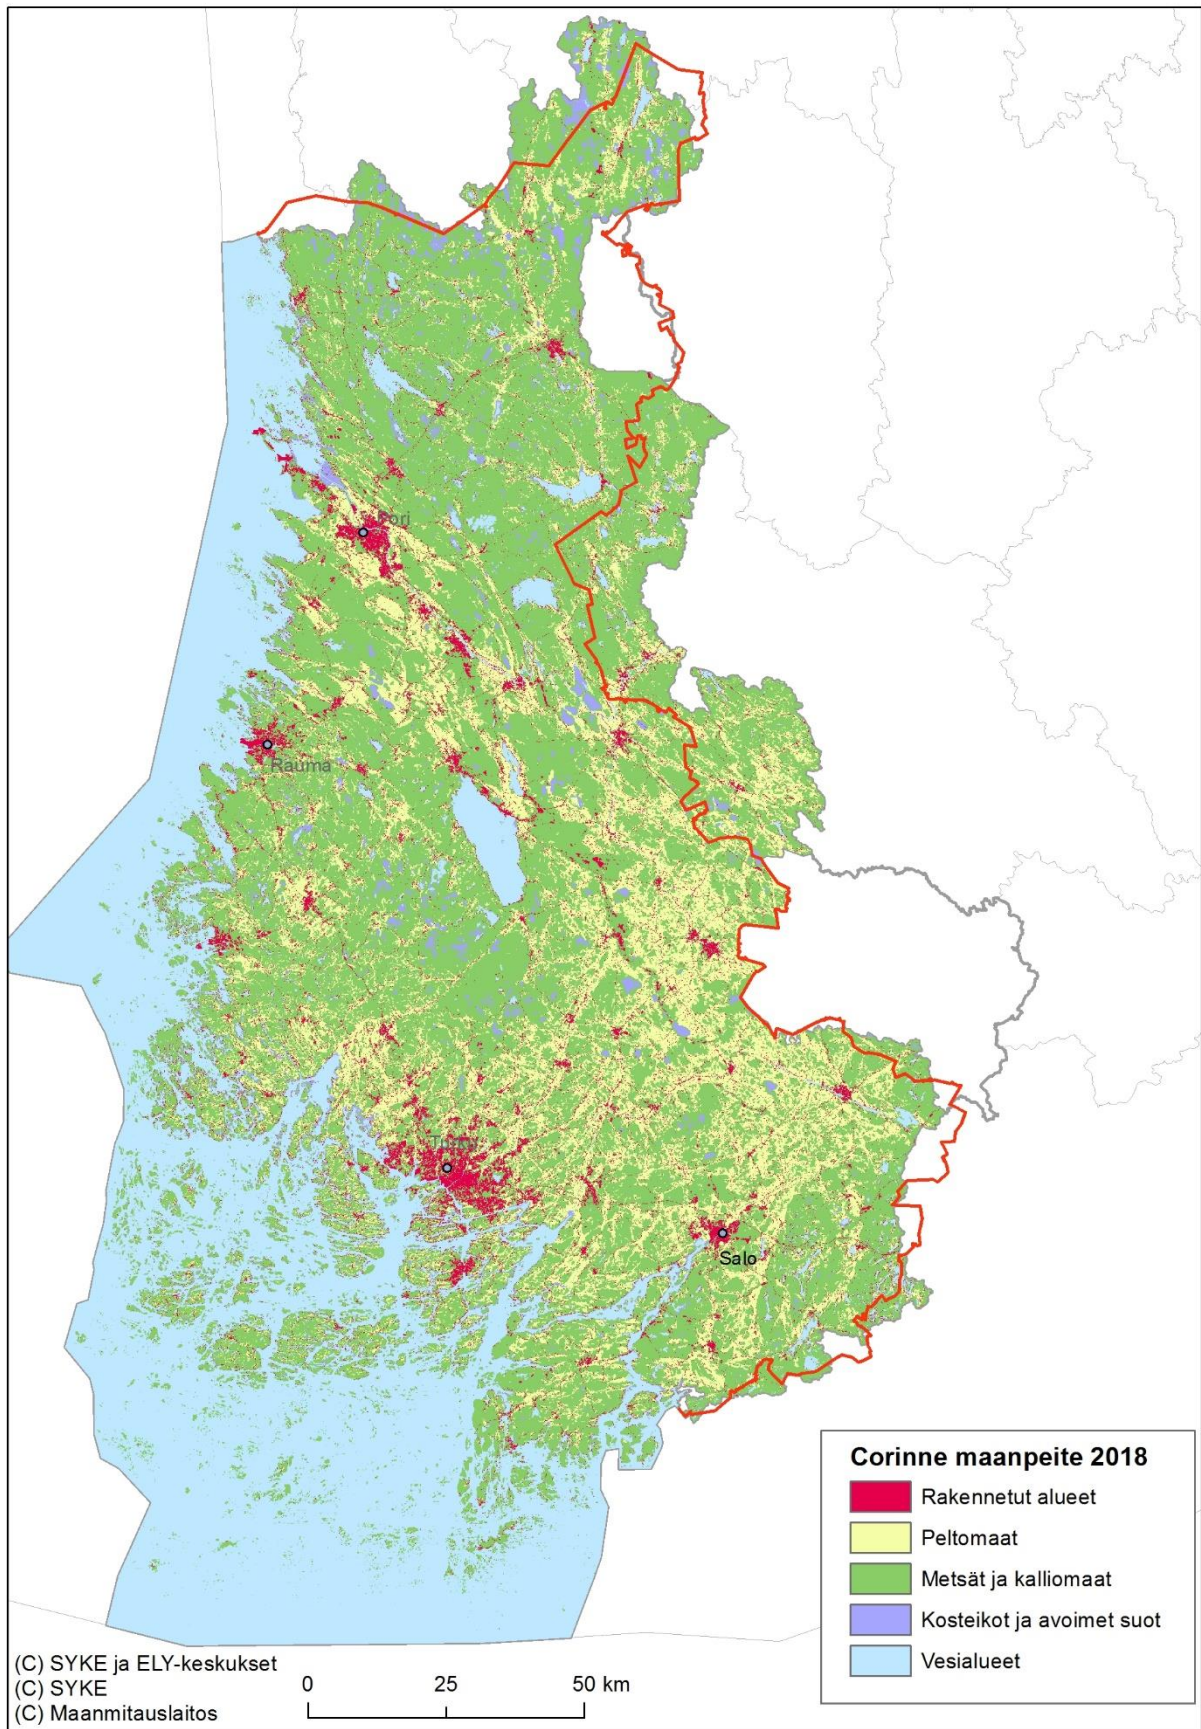 Pori
Rauma
Turku
Salo
Corinne maanpeite 2018
Rakennetut alueet
Peltomaat
Metsät ja kalliomaat
Kosteikot ja avoimet suot
Vesialueet
(C) SYKE ja ELY-keskukset
(C) SYKE
(C) Maanmitauslaitos
0 25 50 km